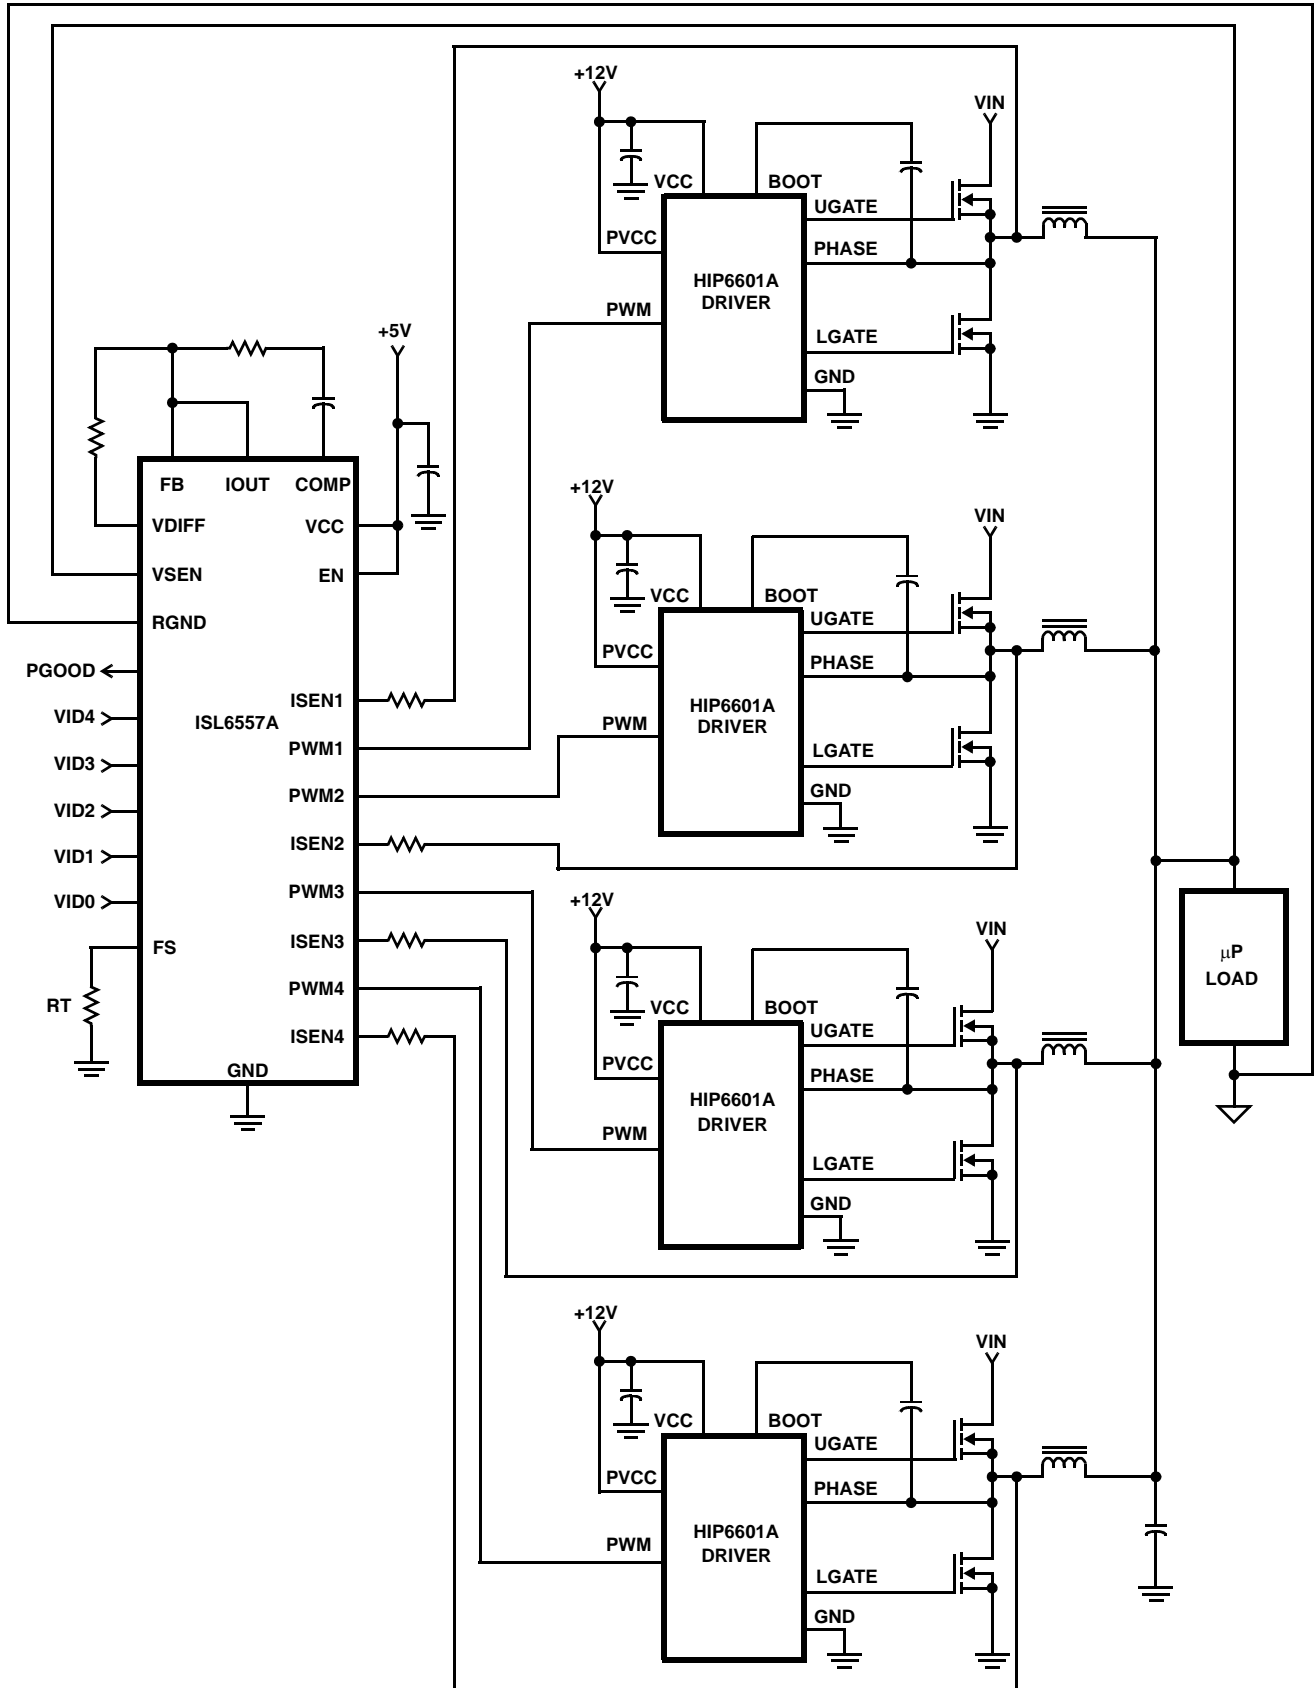 +12V
VIN
VCC
BOOT
UGATE
PVCC
PHASE
HIP6601A
DRIVER
PWM
LGATE
GND
+5V
FB
IOUT
COMP
VDIFF
VCC
VSEN
EN
RGND
PGOOD
ISEN1
VID4
ISL6557A
PWM1
VID3
PWM2
VID2
ISEN2
VID1
PWM3
VID0
ISEN3
FS
PWM4
RT
ISEN4
GND
+12V
VIN
VCC
BOOT
UGATE
PVCC
PHASE
HIP6601A
DRIVER
PWM
LGATE
GND
+12V
VIN
VCC
BOOT
UGATE
PVCC
PHASE
HIP6601A
DRIVER
PWM
LGATE
GND
µP
LOAD
+12V
VIN
VCC
BOOT
UGATE
PVCC
PHASE
HIP6601A
DRIVER
PWM
LGATE
GND